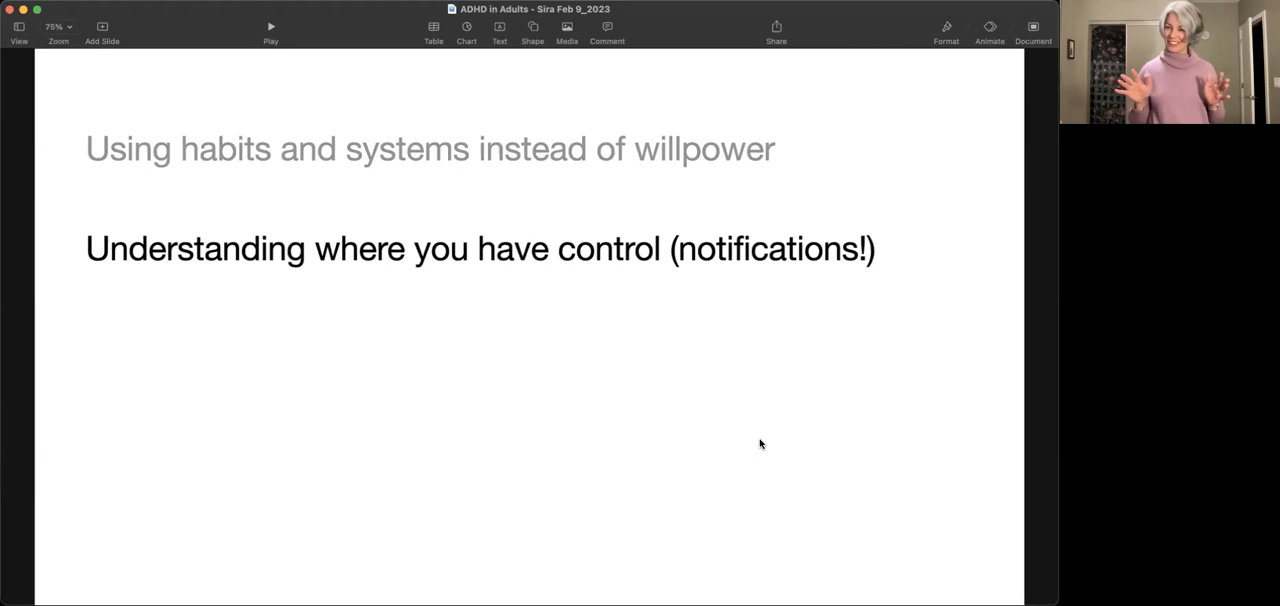 ADHD in Adults - Sira Feb 9_2023
75%
View
Zoom
Add Slide
Play
Table
Chart
Text
Shape
Media
Comment
Share
Format
Animate
Document
Using habits and systems instead of willpower
Understanding where you have control (notifications!)